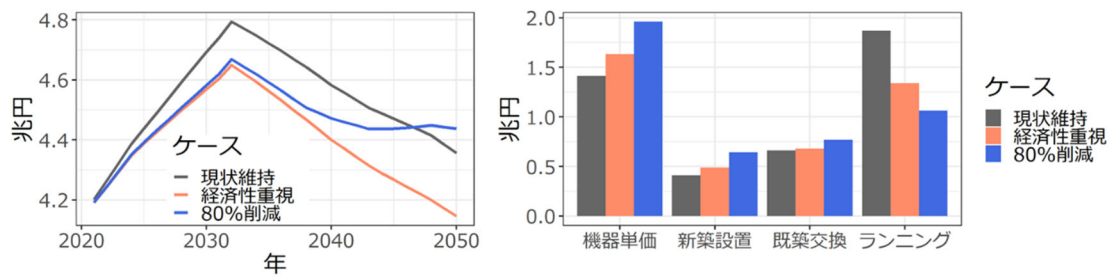 4.8
4.6
4.4
4.2
兆円
2020
2030
2040
2050
年
ケース
現状維持
経済性重視
80%削減
2.0
1.5
1.0
0.5
0.0
兆円
機器単価
新築設置
既築交換
ランニング
ケース
現状維持
経済性重視
80%削減